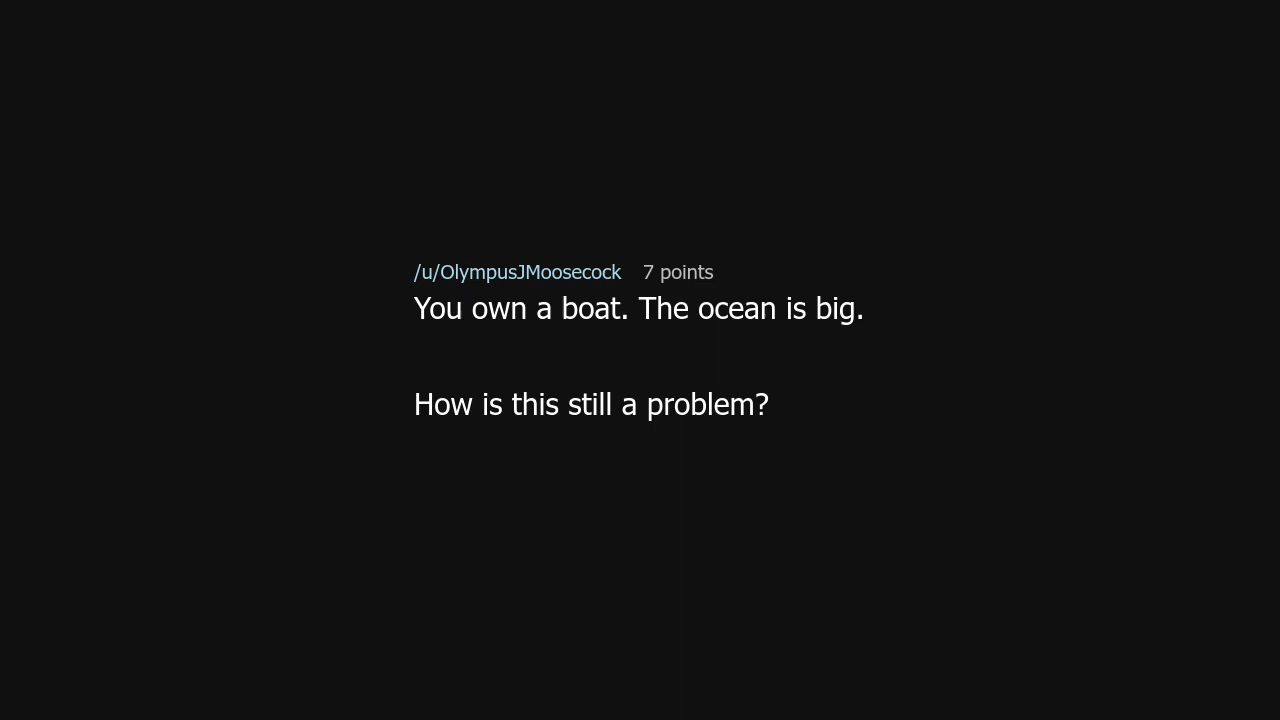 /u/OlympusJMoosecock 7 points
You own a boat. The ocean is big.
How is this still a problem?